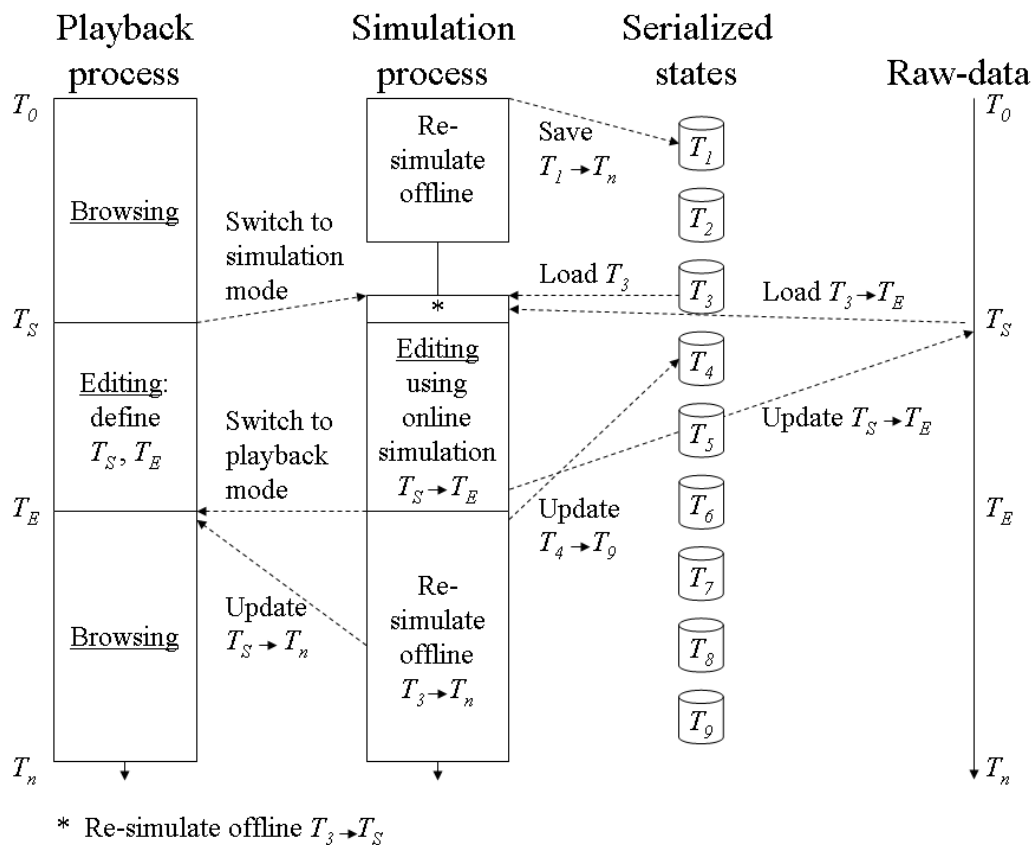 Playback
process
Simulation
process
Serialized
states
Raw-data
T0
T0
Re-
simulate
offline
Save
T1→Tn
T1
Browsing
T2
Switch to
simulation
mode
Load T3
T3
Load T3→TE
*
TS
TS
Editing:
define
TS, TE
Editing
using
online
simulation
TS→TE
T4
Switch to
playback
mode
T5
Update TS→TE
TE
T6
TE
Update
T4→T9
T7
Browsing
Update
TS→Tn
Re-
simulate
offline
T3→Tn
T8
T9
Tn
Tn
* Re-simulate offline T3→TS